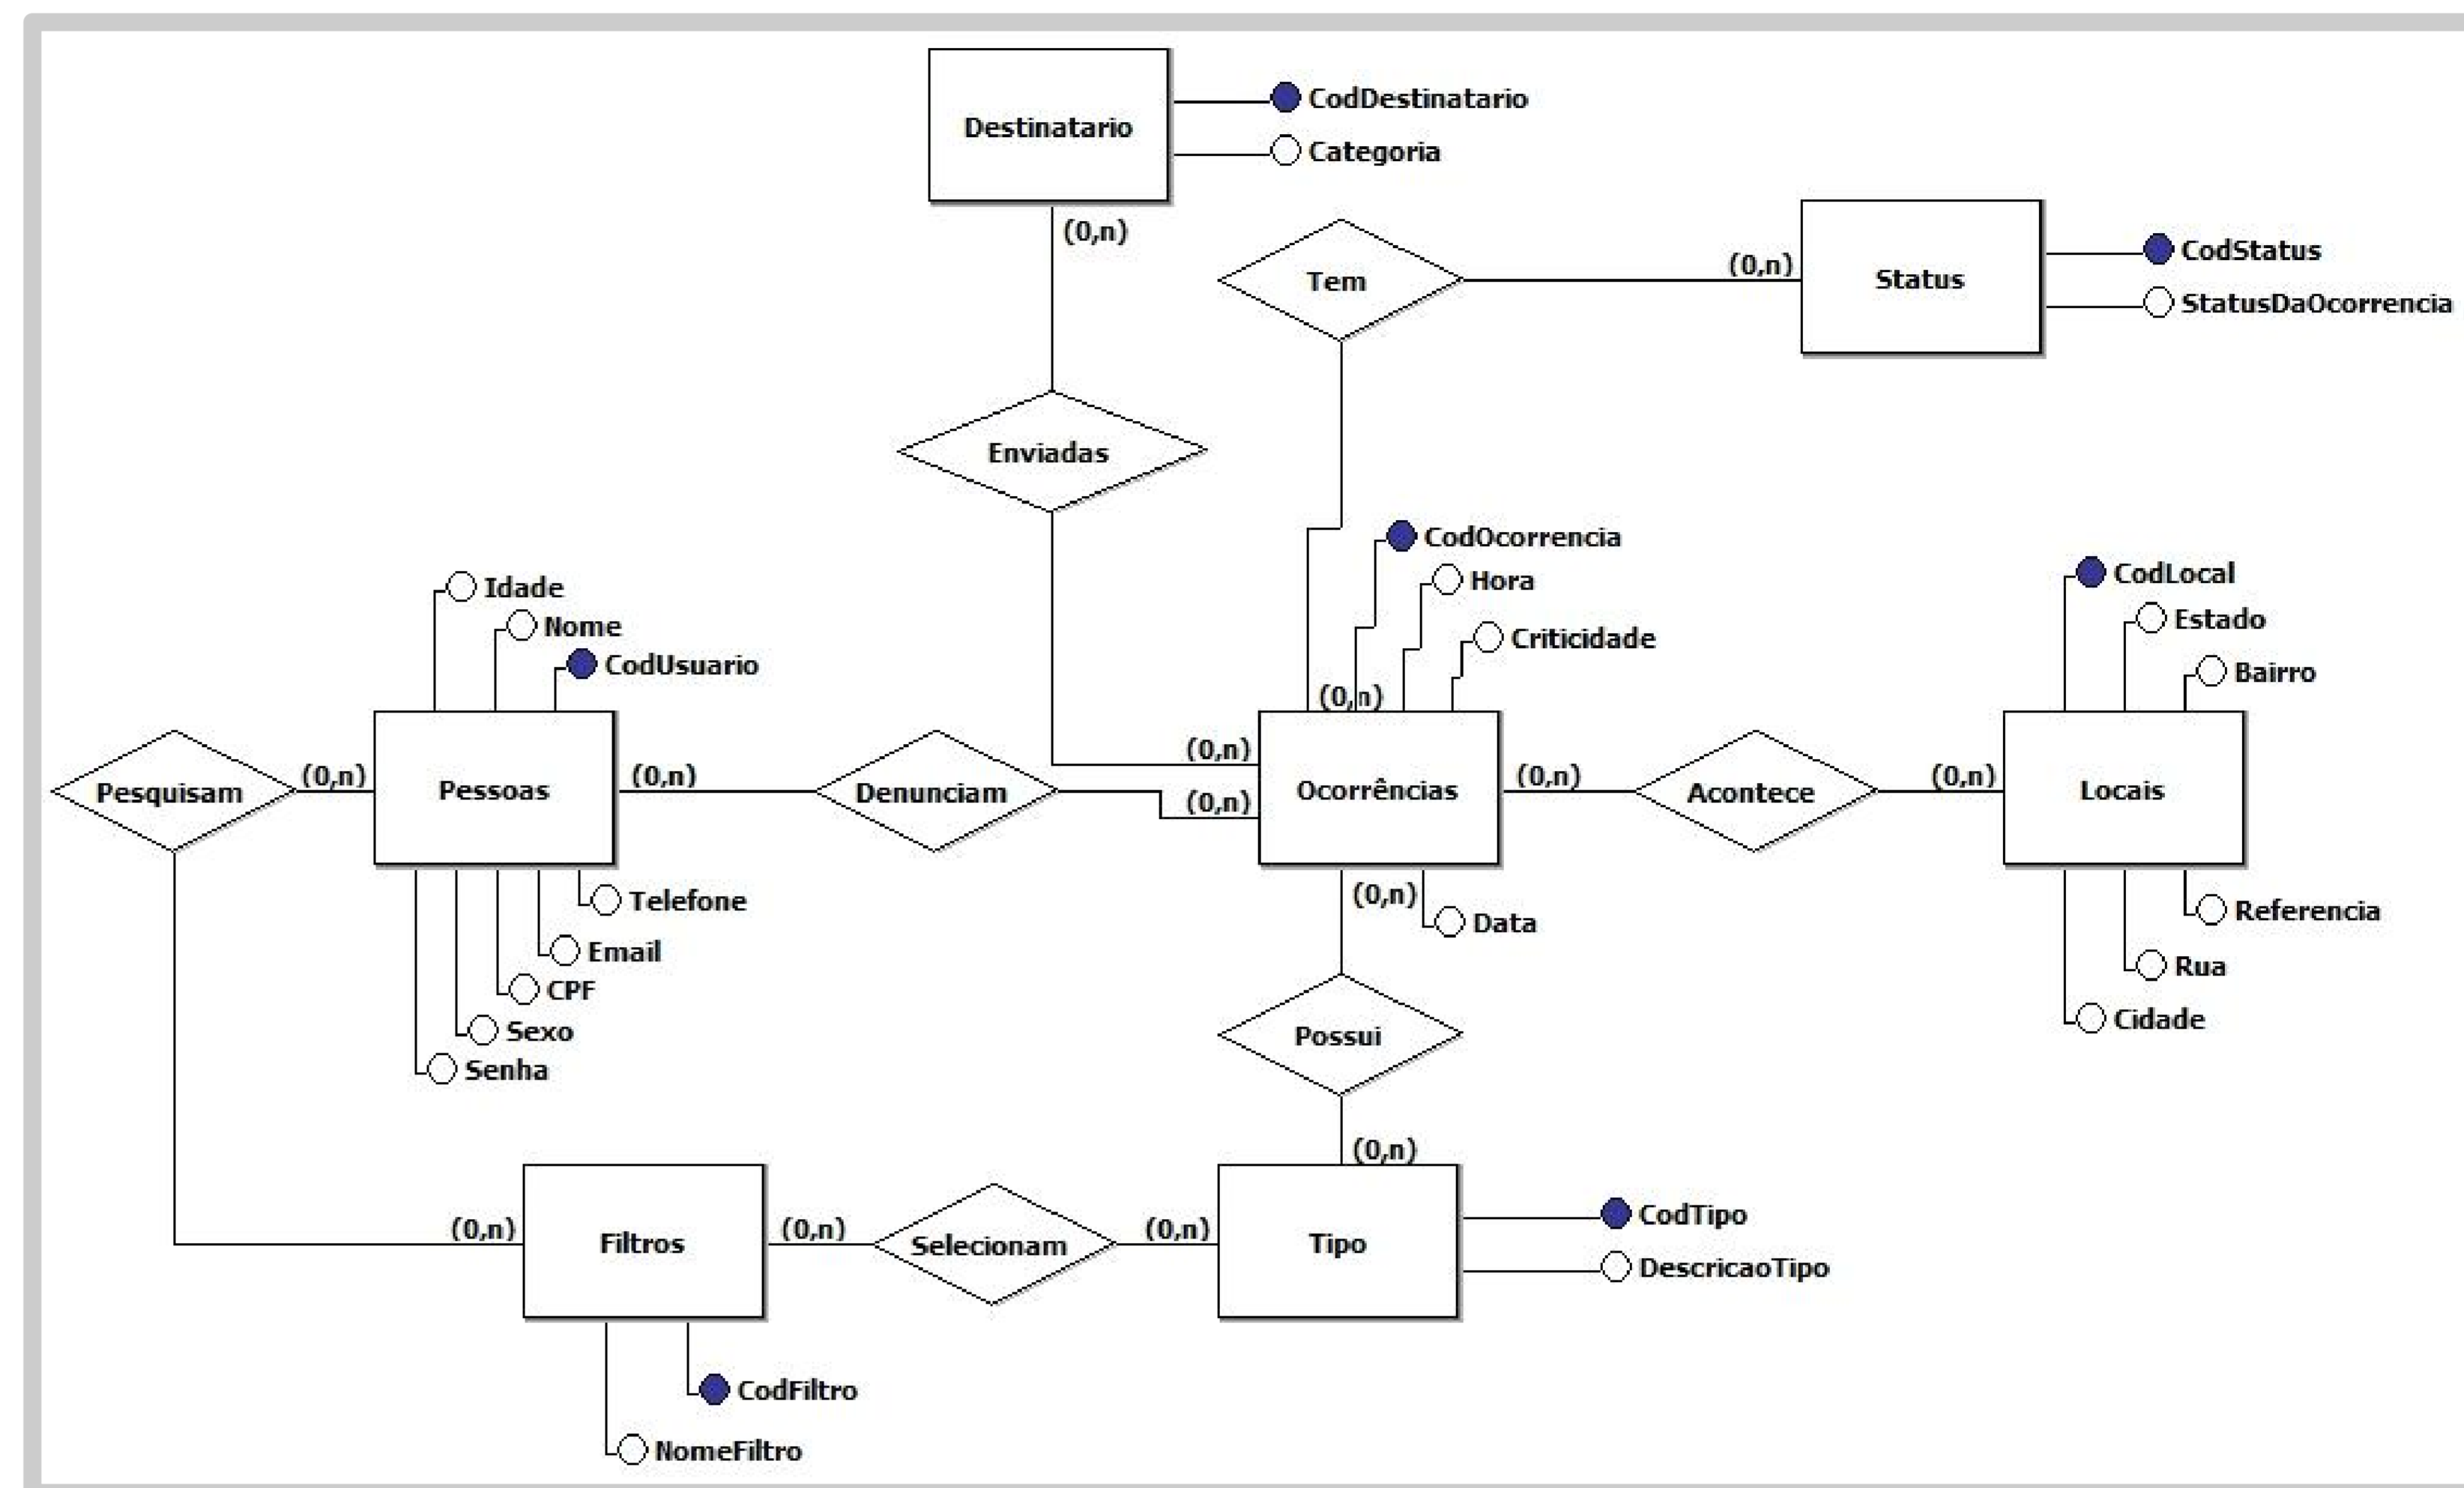 CodDestinatario
Destinatario
Categoria
(0,n)
CodStatus
(0,n)
Tem
Status
StatusDaOcorrencia
Enviadas
CodOcorrencia
CodLocal
Hora
Idade
Estado
Nome
Criticidade
CodUsuario
Bairro
(0,n)
(0,n)
(0,n)
(0,n)
(0,n)
(0,n)
Pesquisam
Pessoas
Denunciam
(0,n)
Ocorrências
Acontece
Locais
(0,n)
Telefone
Data
Referencia
Email
Rua
CPF
Cidade
Sexo
Possui
Senha
(0,n)
CodTipo
(0,n)
(0,n)
(0,n)
Filtros
Selecionam
Tipo
DescricaoTipo
CodFiltro
NomeFiltro